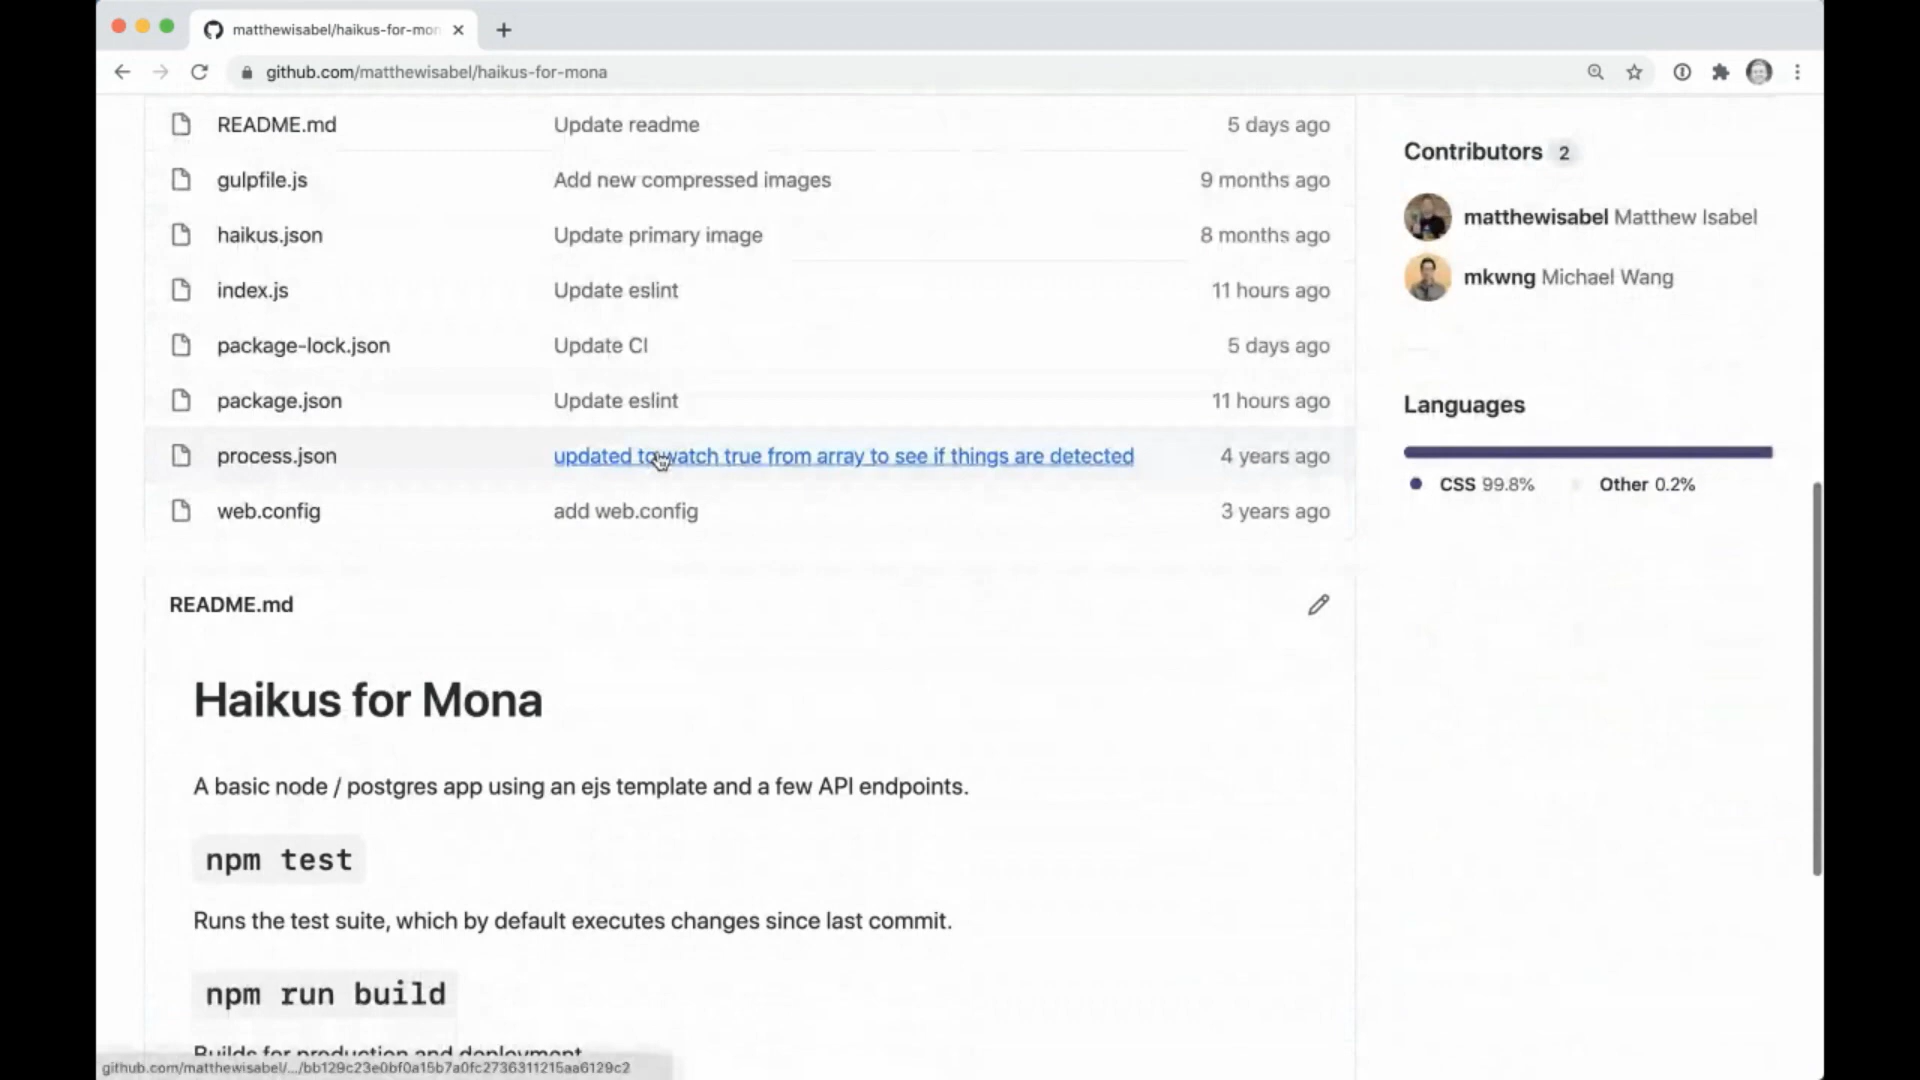 matthewisabel/haikus-for-mon
github.com/matthewisabel/haikus-for-mona
README.md Update readme 5 days ago
gulpfile.js Add new compressed images 9 months ago
haikus.json Update primary image 8 months ago
index.js Update eslint 11 hours ago
package-lock.json Update CI 5 days ago
package.json Update eslint 11 hours ago
process.json updated to watch true from array to see if things are detected 4 years ago
web.config add web.config 3 years ago
Contributors 2
matthewisabel Matthew Isabel
mkwng Michael Wang
Languages
CSS 99.8% Other 0.2%
README.md
Haikus for Mona
A basic node / postgres app using an ejs template and a few API endpoints.
npm test
Runs the test suite, which by default executes changes since last commit.
npm run build
Builds for production and deployment
github.com/matthewisabel/.../bb129c23e0bf0a15b7a0fc2736311215aa6129c2